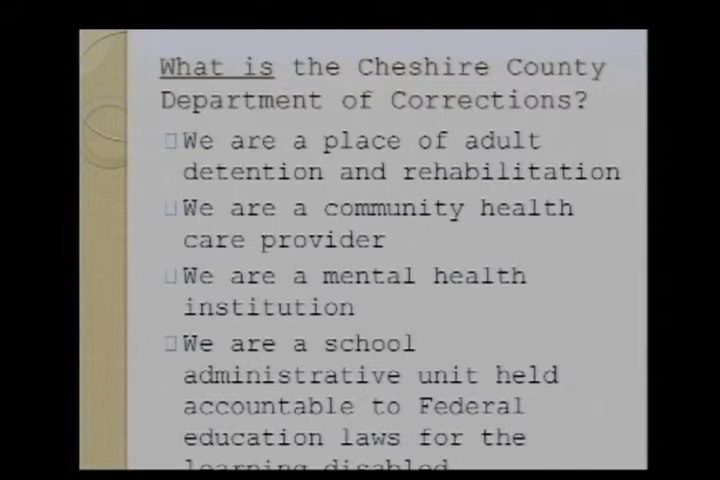 What is the Cheshire County
Department of Corrections?
We are a place of adult
detention and rehabilitation
We are a community health
care provider
We are a mental health
institution
We are a school
administrative unit held
accountable to Federal
education laws for the
learning disabled